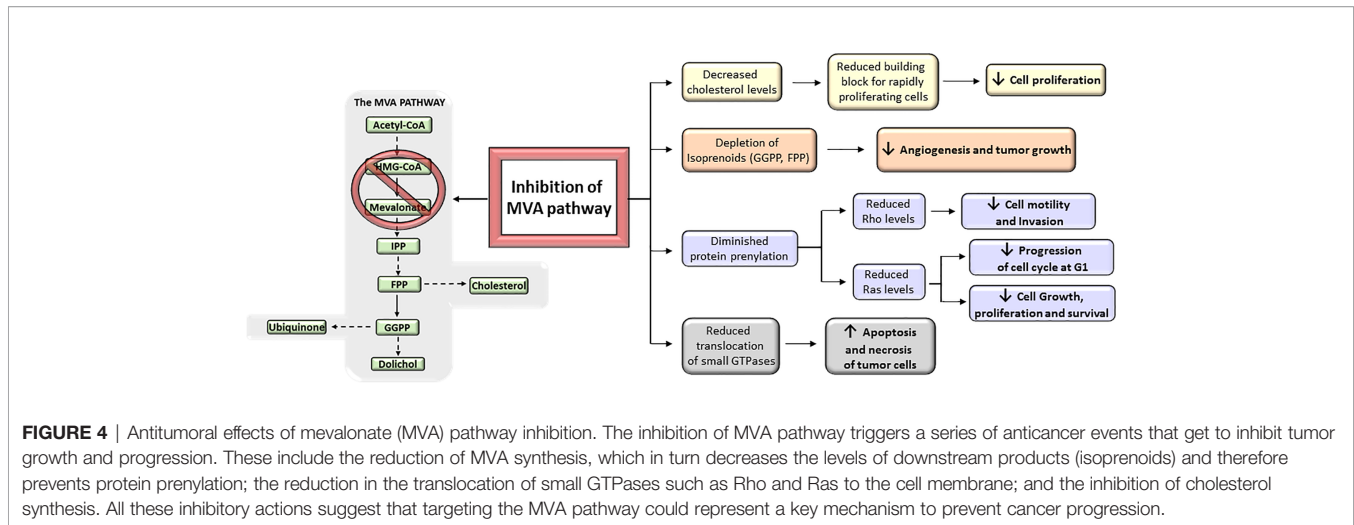 The MVA PATHWAY
Acetyl-CoA
HMG-CoA
Mevalonate
IPP
FPP
Cholesterol
Ubiquinone
GGPP
Dolichol
Inhibition of
MVA pathway
Decreased
cholesterol levels
Reduced building
block for rapidly
proliferating cells
↓ Cell proliferation
Depletion of
Isoprenoids (GGPP, FPP)
↓ Angiogenesis and tumor growth
Diminished
protein prenylation
Reduced
Rho levels
↓ Cell motility
and Invasion
Reduced
Ras levels
↓ Progression
of cell cycle at G1
↓ Cell Growth,
proliferation and survival
Reduced
translocation
of small GTPases
↑ Apoptosis
and necrosis
of tumor cells
FIGURE 4 | Antitumoral effects of mevalonate (MVA) pathway inhibition. The inhibition of MVA pathway triggers a series of anticancer events that get to inhibit tumor
growth and progression. These include the reduction of MVA synthesis, which in turn decreases the levels of downstream products (isoprenoids) and therefore
prevents protein prenylation; the reduction in the translocation of small GTPases such as Rho and Ras to the cell membrane; and the inhibition of cholesterol
synthesis. All these inhibitory actions suggest that targeting the MVA pathway could represent a key mechanism to prevent cancer progression.